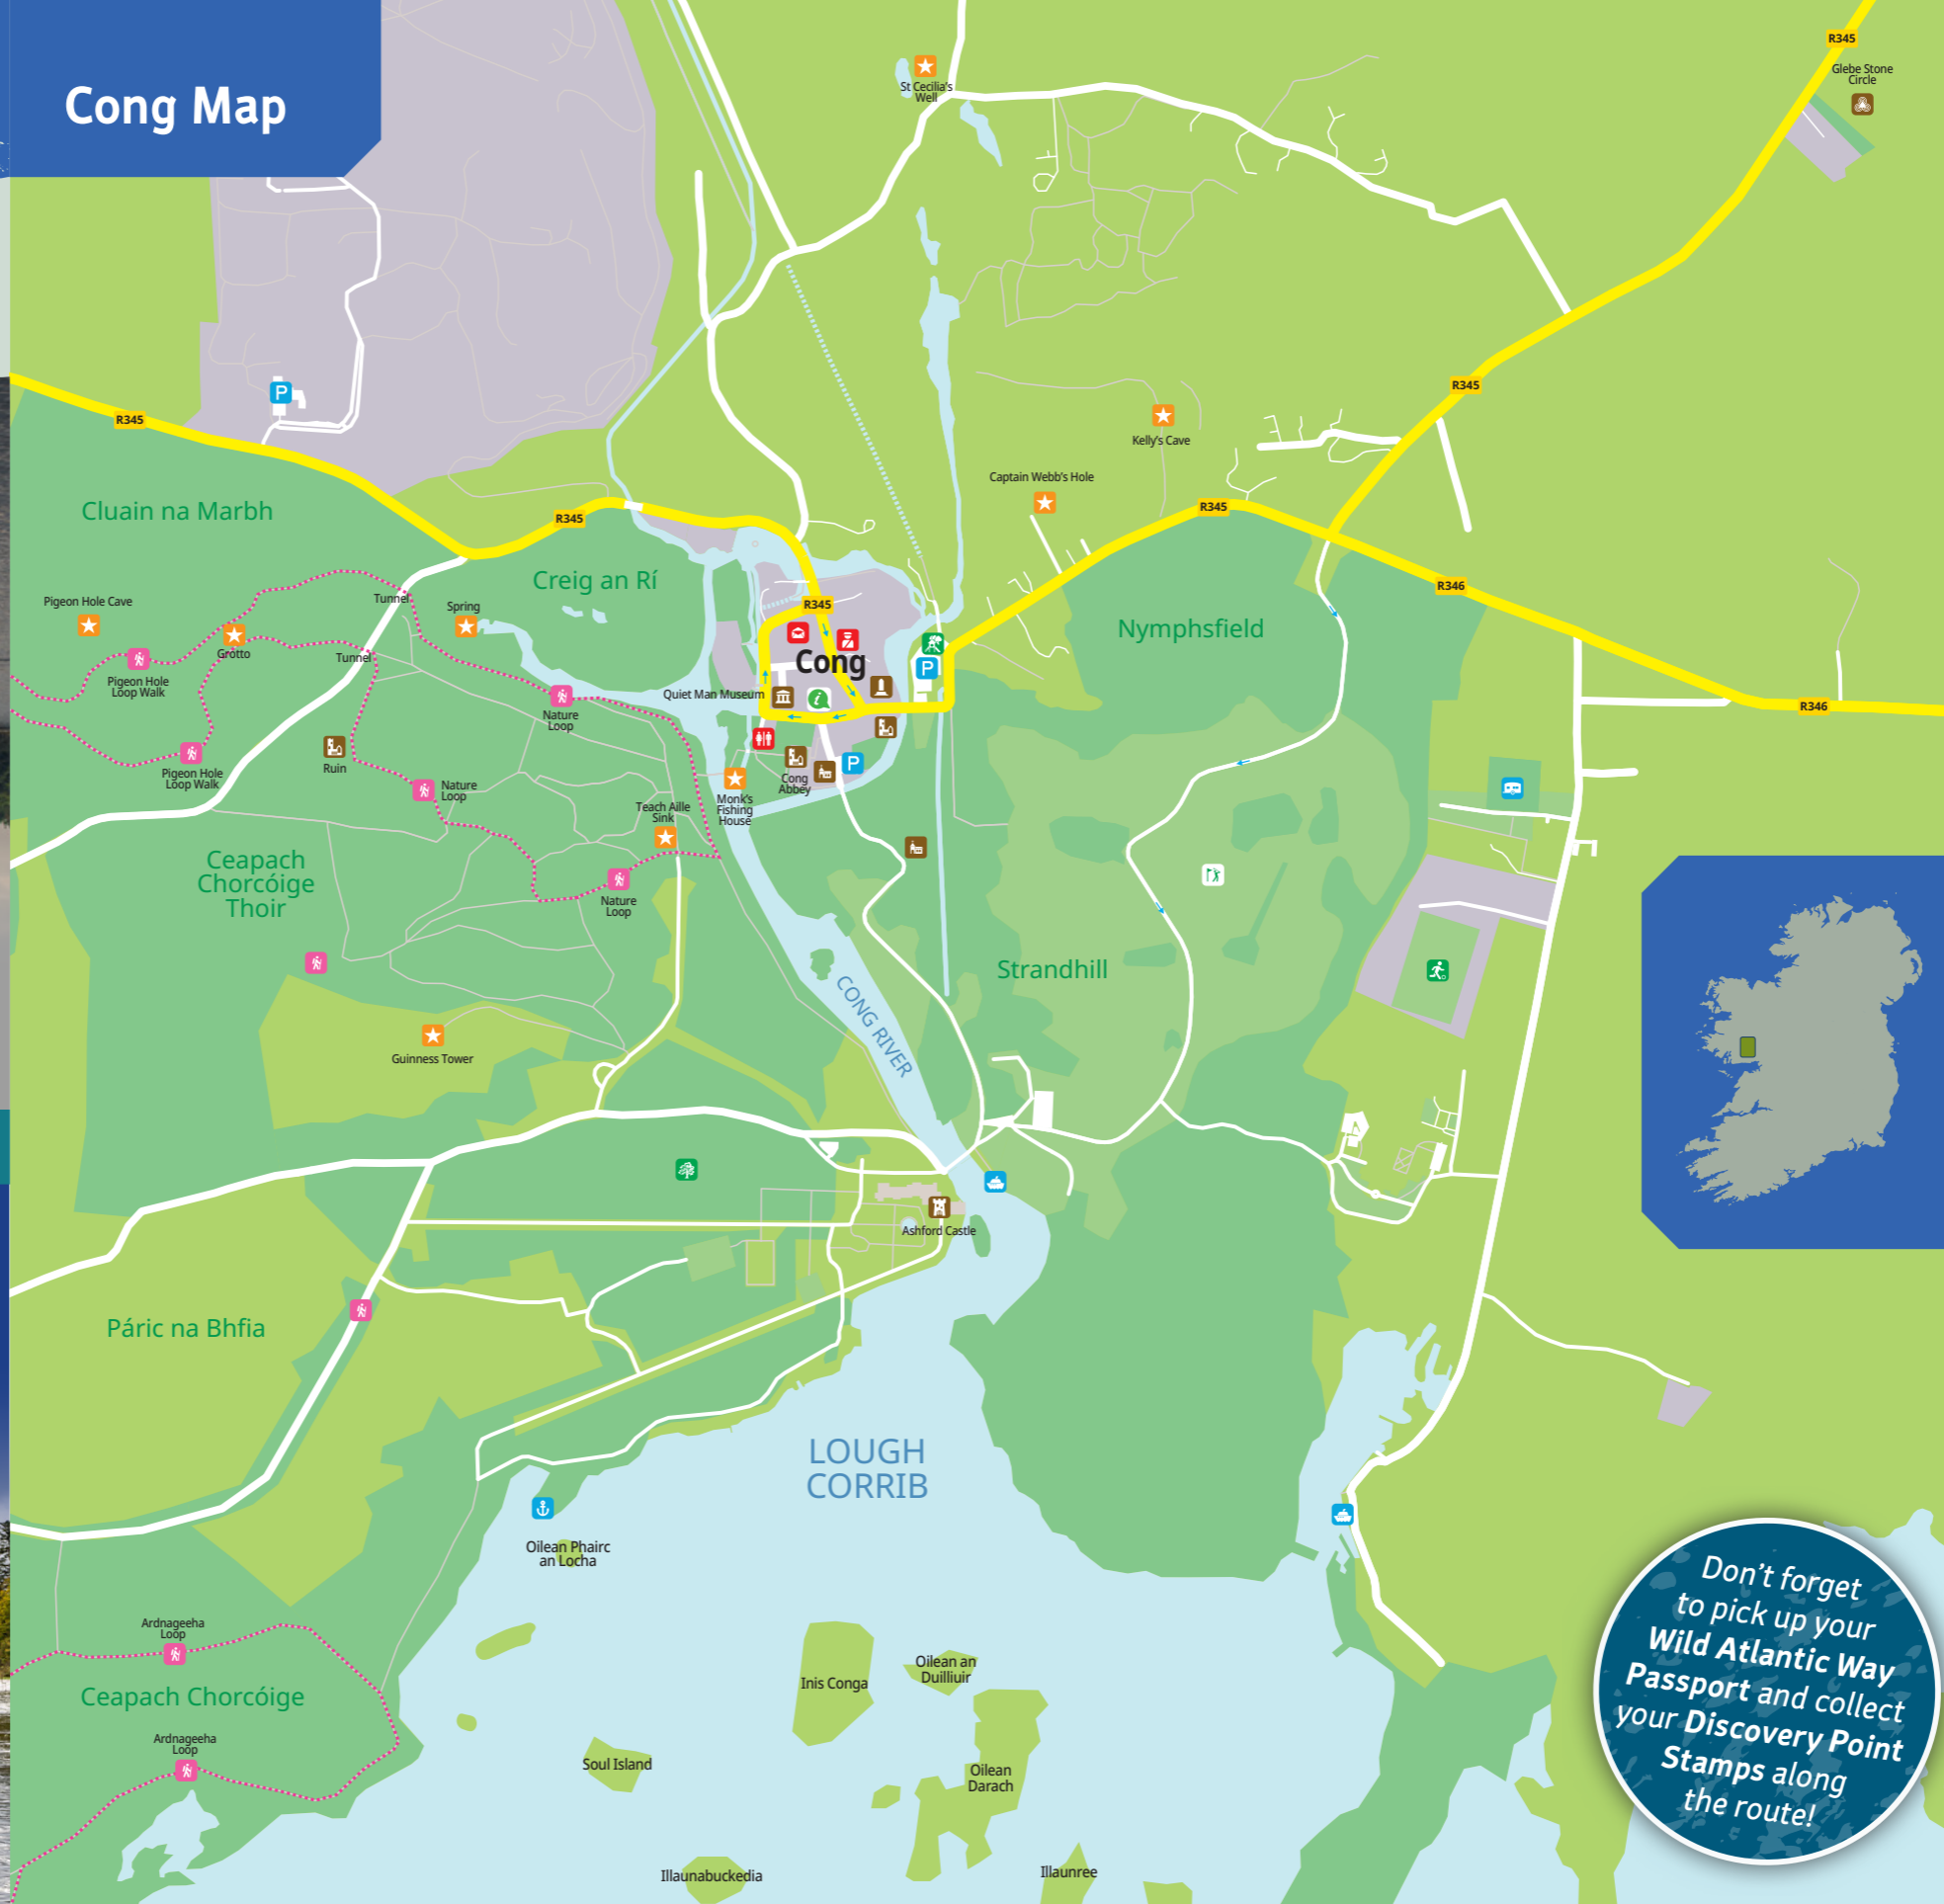 Cong Map
R345
Glebe Stone
Circle
St Cecilia's
Well
P
R345
R345
Kelly's Cave
Captain Webb's Hole
R345
R345
Cluain na Marbh
Creig an Rí
R346
Tunnel
Pigeon Hole Cave
Spring
R345
Nymphsfield
Grotto
Tunnel
Cong
P
Pigeon Hole
Loop Walk
Quiet Man Museum
i
R346
Nature
Loop
Pigeon Hole
Loop Walk
Ruin
P
Cong
Abbey
Nature
Loop
Monk's
Fishing
House
Teach Aille
Sink
Ceapach
Chorcóige
Thoir
Nature
Loop
Strandhill
CONG RIVER
Guinness Tower
Ashford Castle
Páric na Bhfia
LOUGH
CORRIB
Oilean Phairc
an Locha
Ardnageeha
Loop
Ceapach Chorcóige
Ardnageeha
Loop
Inis Conga
Oilean an
Duilliuir
Soul Island
Oilean
Darach
Illaunabuckedia
Illaunree
Don't forget
to pick up your
Wild Atlantic Way
Passport and collect
your Discovery Point
Stamps along
the route!